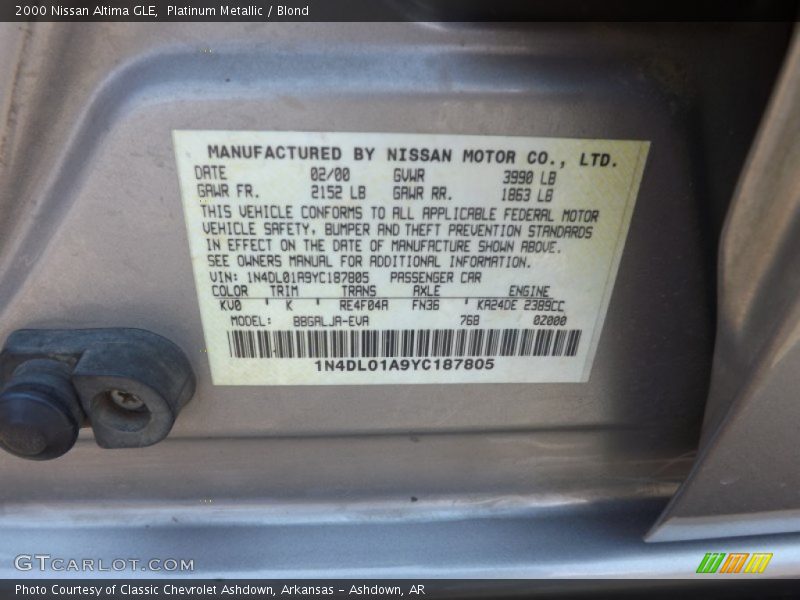 2000 Nissan Altima GLE,  Platinum Metallic / Blond
MANUFACTURED BY NISSAN MOTOR CO., LTD.
DATE 02/00 GVWR 3990 LB
GAWR FR. 2152 LB GAWR RR. 1863 LB
THIS VEHICLE CONFORMS TO ALL APPLICABLE FEDERAL MOTOR
VEHICLE SAFETY, BUMPER AND THEFT PREVENTION STANDARDS
IN EFFECT ON THE DATE OF MANUFACTURE SHOWN ABOVE.
SEE OWNERS MANUAL FOR ADDITIONAL INFORMATION.
VIN: 1N4DL01A9YC187805 PASSENGER CAR
COLOR TRIM TRANS AXLE ENGINE
KV0 ' K ' RE4F04A FN36 ' KA24DE 2389CC
MODEL: BBGALJA-EVA 76B 0Z000
1N4DL01A9YC187805
GTCARLOT.COM
Photo Courtesy of Classic Chevrolet Ashdown, Arkansas – Ashdown, AR